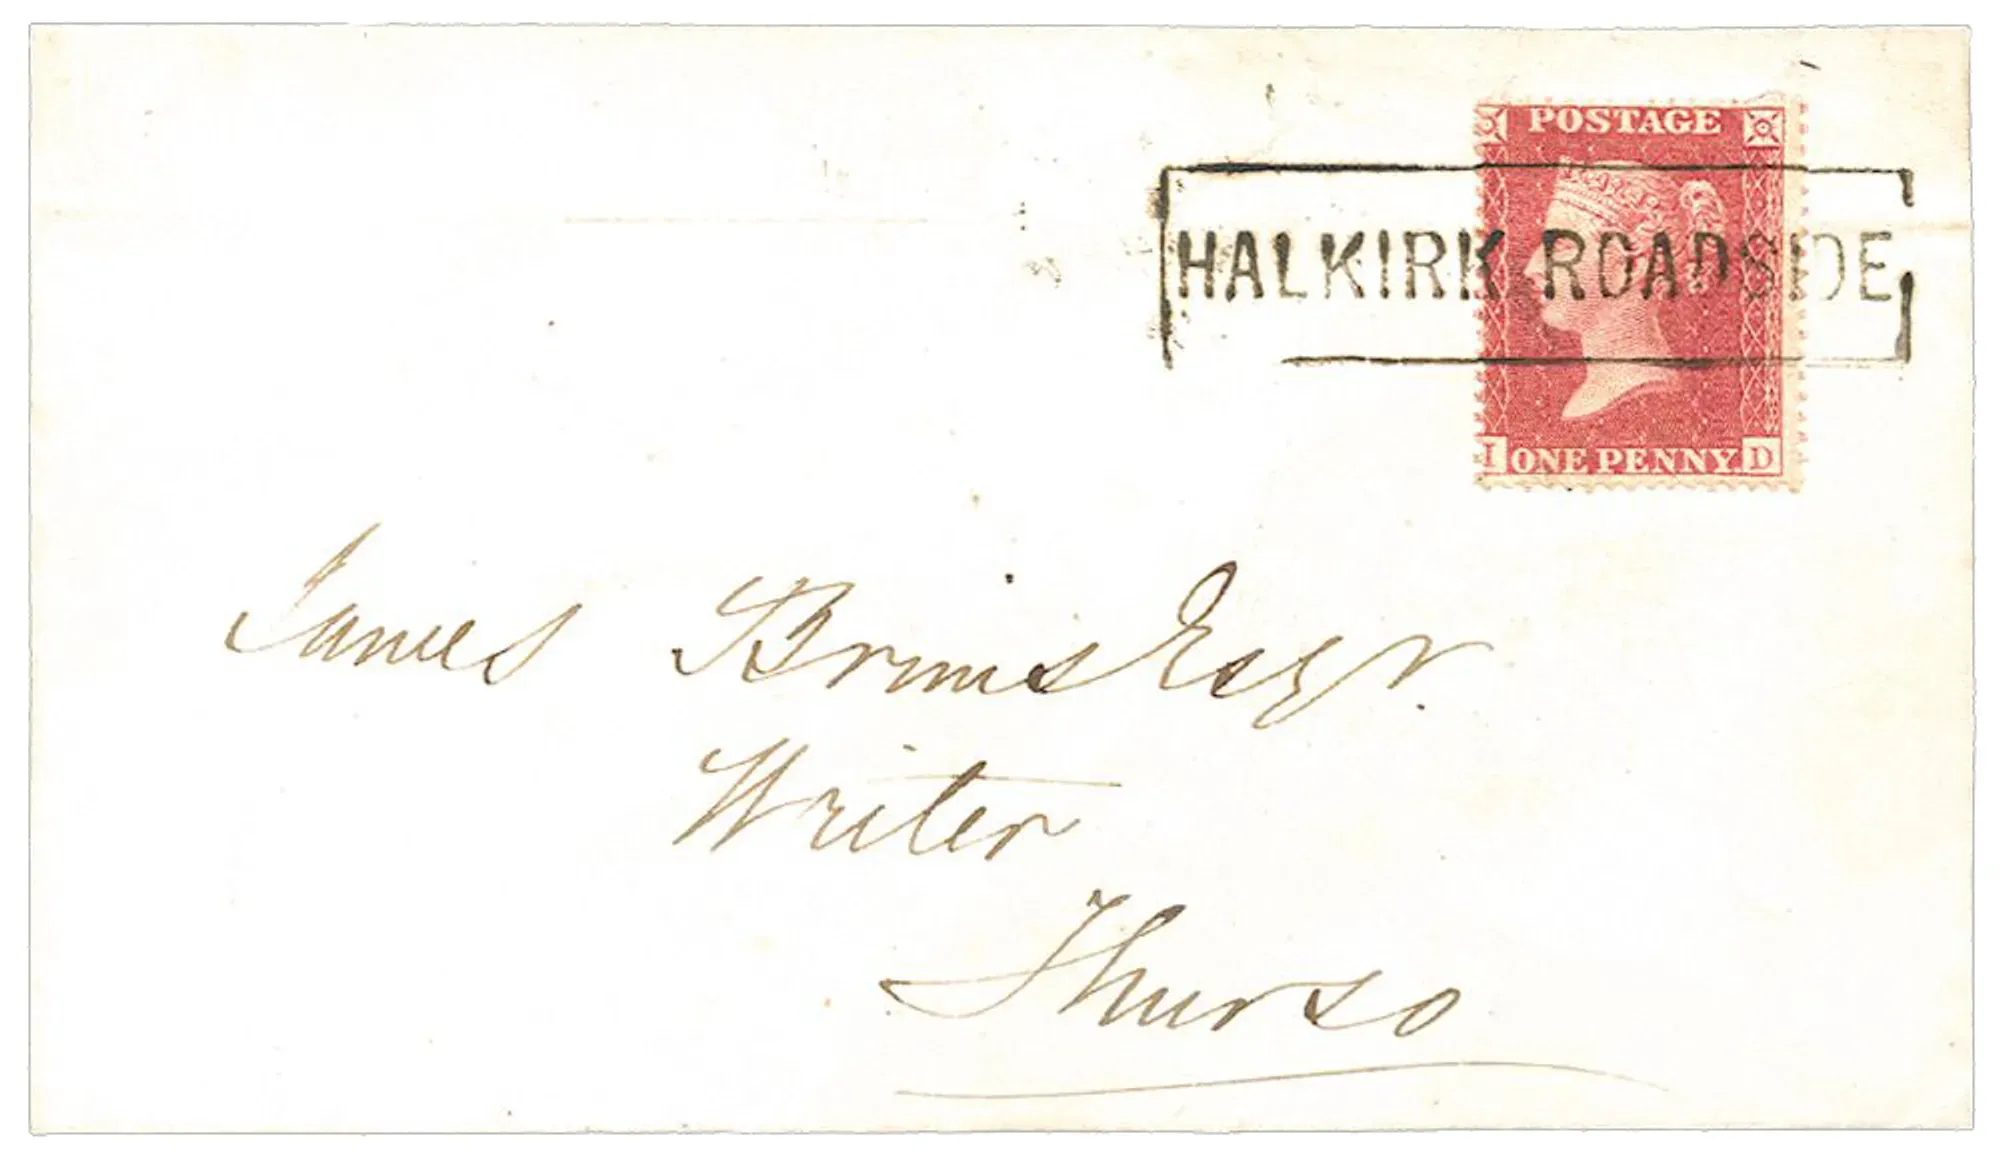 POSTAGE
HALKIRK ROADSIDE
I ONE PENNY. D
James Brims Esqr.
Writer
Thurso